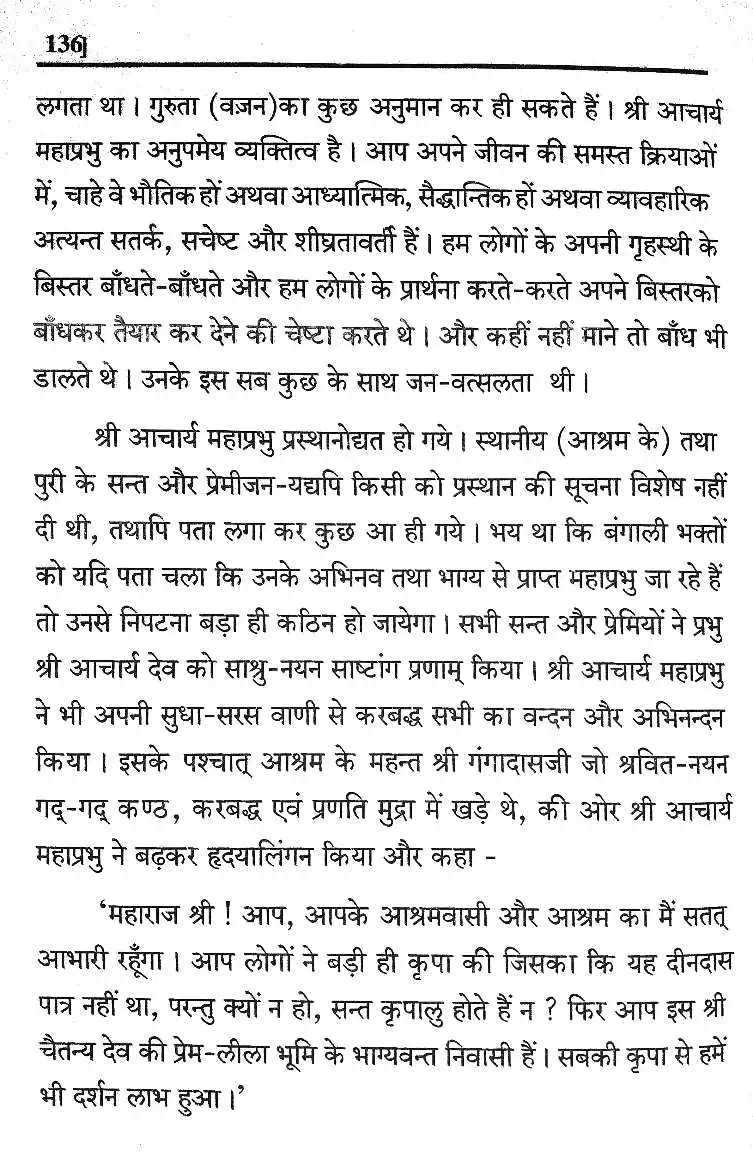 136]
लगता था। गुरुता (वज़न)का कुछ अनुमान कर ही सकते हैं। श्री आचार्य
महाप्रभु का अनुपमेय व्यक्तित्व है। आप अपने जीवन की समस्त क्रियाओं
में, चाहे वे भौतिक हों अथवा आध्यात्मिक, सैद्धान्तिक हों अथवा व्यावहारिक
अत्यन्त सतर्क, सचेष्ट और शीघ्रतावर्ती हैं। हम लोगों के अपनी गृहस्थी के
बिस्तर बाँधते-बाँधते और हम लोगों के प्रार्थना करते-करते अपने बिस्तरको
बाँधकर तैयार कर देने की चेष्टा करते थे। और कहीं नहीं माने तो बाँध भी
डालते थे। उनके इस सब कुछ के साथ जन-वत्सलता थी।
श्री आचार्य महाप्रभु प्रस्थानोद्यत हो गये। स्थानीय (आश्रम के) तथा
पुरी के सन्त और प्रेमीजन-यद्यपि किसी को प्रस्थान की सूचना विशेष नहीं
दी थी, तथापि पता लगा कर कुछ आ ही गये। भय था कि बंगाली भक्तों
को यदि पता चला कि उनके अभिनव तथा भाग्य से प्राप्त महाप्रभु जा रहे हैं
तो उनसे निपटना बड़ा ही कठिन हो जायेगा। सभी सन्त और प्रेमियों ने प्रभु
श्री आचार्य देव को साश्रु-नयन साष्टांग प्रणाम् किया। श्री आचार्य महाप्रभु
ने भी अपनी सुधा-सरस वाणी से करबद्ध सभी का वन्दन और अभिनन्दन
किया। इसके पश्चात् आश्रम के महन्त श्री गंगादासजी जो श्रवित-नयन
गद्-गद् कण्ठ, करबद्ध एवं प्रणति मुद्रा में खड़े थे, की ओर श्री आचार्य
महाप्रभु ने बढ़कर हृदयालिंगन किया और कहा -
‘महाराज श्री ! आप, आपके आश्रमवासी और आश्रम का मैं सतत्
आभारी रहूँगा। आप लोगों ने बड़ी ही कृपा की जिसका कि यह दीनदास
पात्र नहीं था, परन्तु क्यों न हो, सन्त कृपालु होते हैं न ? फिर आप इस श्री
चैतन्य देव की प्रेम-लीला भूमि के भाग्यवन्त निवासी हैं। सबकी कृपा से हमें
भी दर्शन लाभ हुआ।’